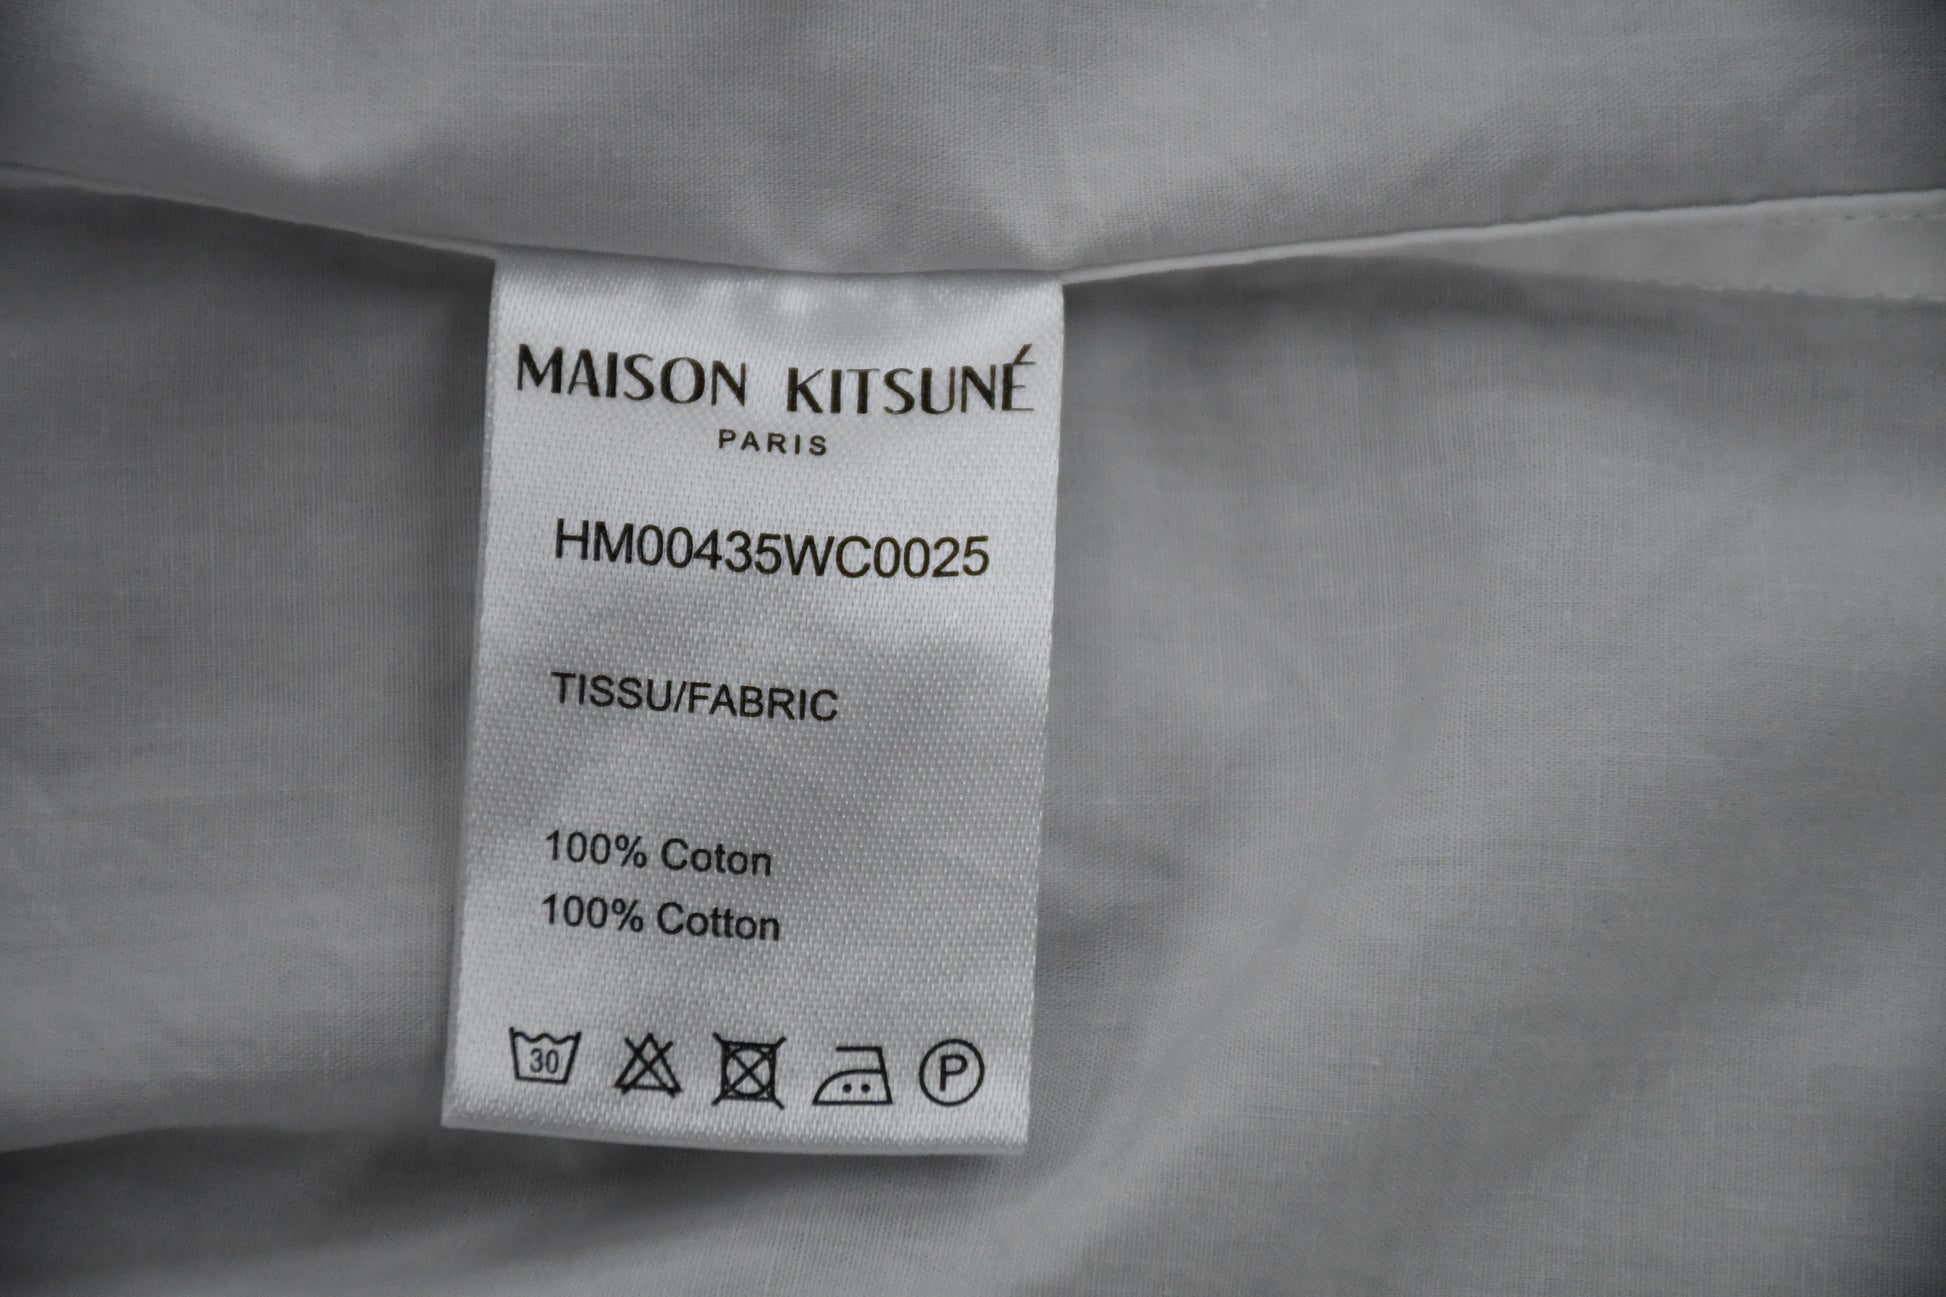 MAISON KITSUNÉ
PARIS
HM00435WC0025
TISSU/FABRIC
100% Coton
100% Cotton
30 P